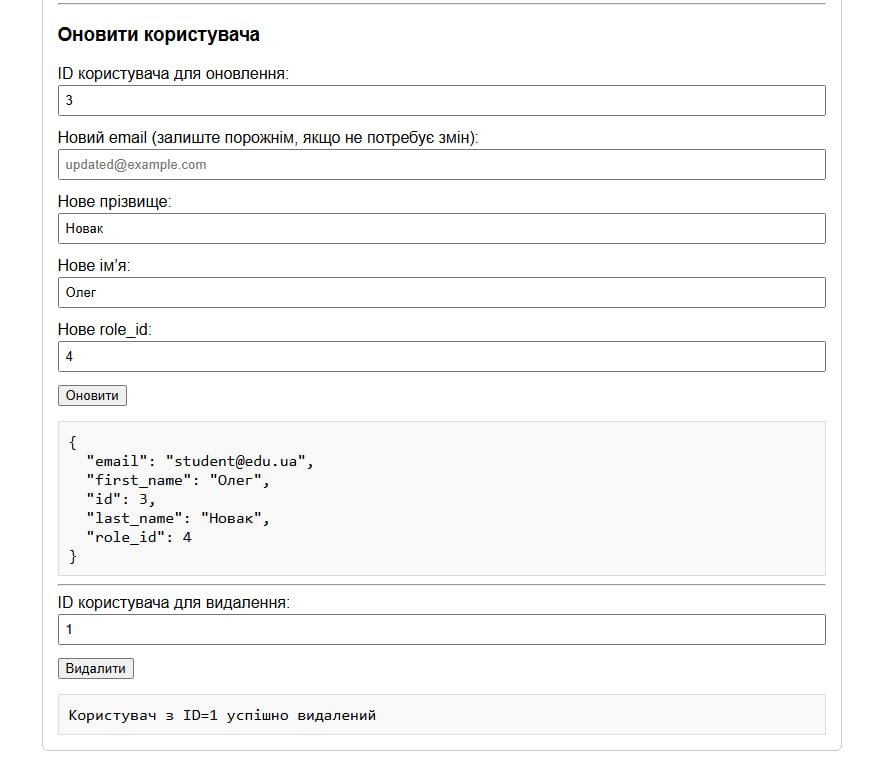 Оновити користувача
ID користувача для оновлення:
3
Новий email (залиште порожнім, якщо не потребує змін):
updated@example.com
Нове прізвище:
Новак
Нове ім’я:
Олег
Нове role_id:
4
Оновити
{
  "email": "student@edu.ua",
  "first_name": "Олег",
  "id": 3,
  "last_name": "Новак",
  "role_id": 4
}
ID користувача для видалення:
1
Видалити
Користувач з ID=1 успішно видалений